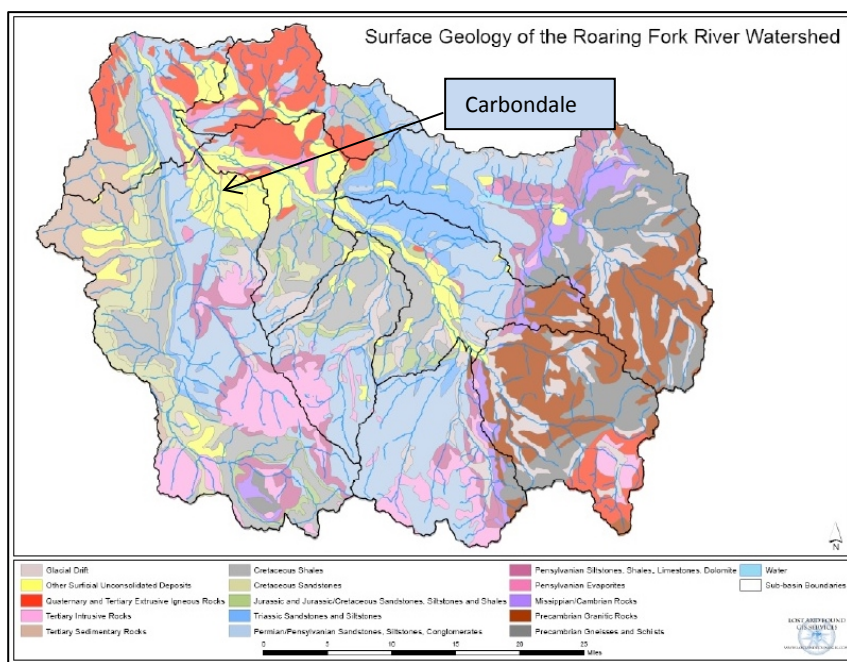 Surface Geology of the Roaring Fork River Watershed
Carbondale
N
Glacial Drift
Other Surficial Unconsolidated Deposits
Quaternary and Tertiary Extrusive Igneous Rocks
Tertiary Intrusive Rocks
Tertiary Sedimentary Rocks
Cretaceous Shales
Cretaceous Sandstones
Jurassic and Jurassic/Cretaceous Sandstones, Siltstones and Shales
Triassic Sandstones and Siltstones
Permian/Pensylvanian Sandstones, Siltstones, Conglomerates
Pensylvanian Siltstones, Shales, Limestones, Dolomite
Pensylvanian Evaporites
Missippian/Cambrian Rocks
Precambrian Granitic Rocks
Precambrian Gneisses and Schists
Water
Sub-basin Boundaries
0 5 10 15 20 25
Miles